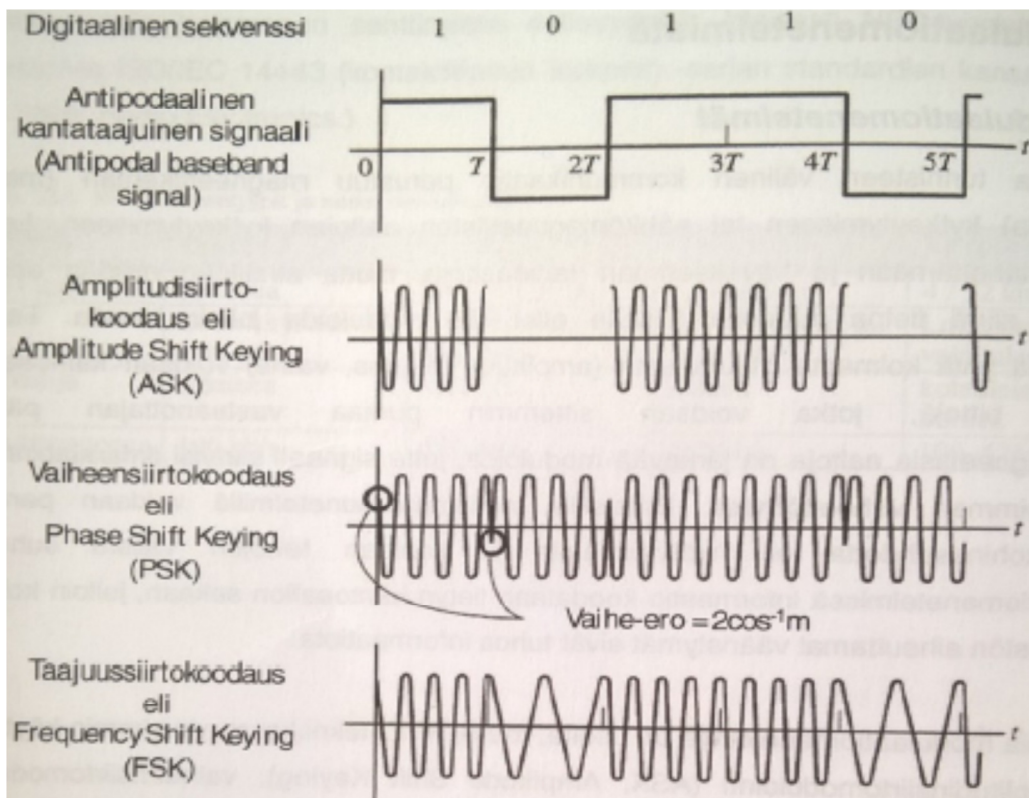 Digitaalinen sekvenssi 1 0 1 1 0
Antipodaalinen
kantataajuinen signaali
(Antipodal baseband
signal)
0 T 2T 3T 4T 5T t
Amplitudisiirto-
koodaus eli
Amplitude Shift Keying
(ASK)
t
Vaiheensiirtokoodaus
eli
Phase Shift Keying
(PSK)
t
Vaihe-ero = 2cos⁻¹m
Taajuussiirtokoodaus
eli
Frequency Shift Keying
(FSK)
t